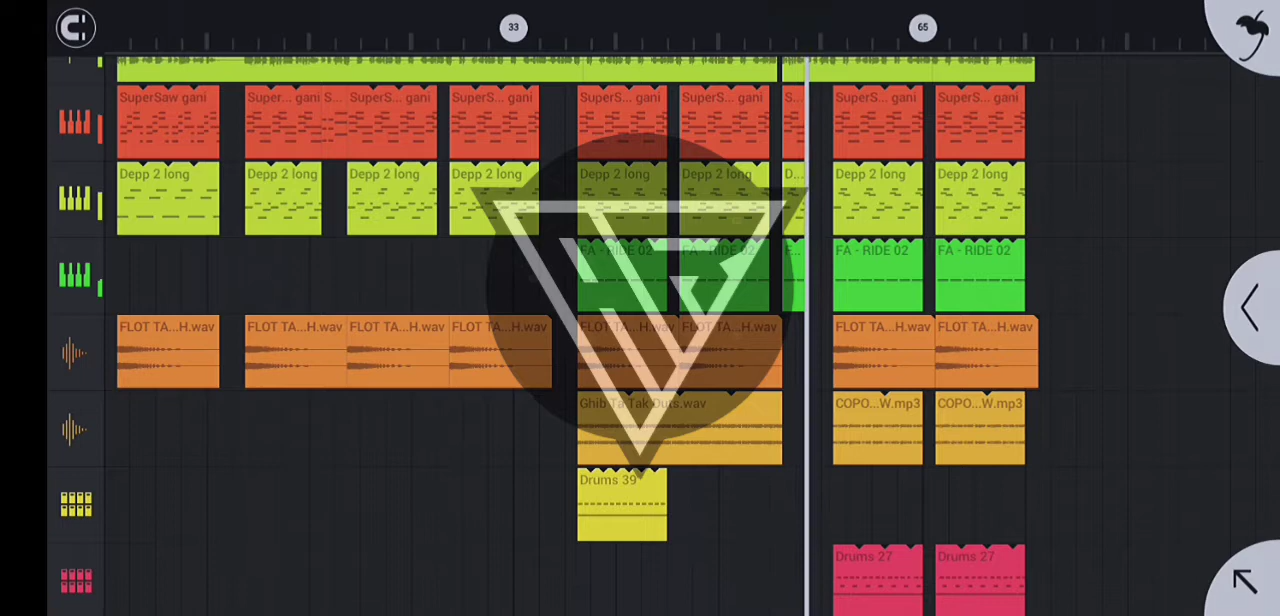 33 65
SuperSaw gani Super... gani S... SuperS... gani SuperS... gani SuperS... gani SuperS... gani S... SuperS... gani SuperS... gani
Depp 2 long Depp 2 long Depp 2 long Depp 2 long Depp 2 long Depp 2 long D... Depp 2 long Depp 2 long
FA - RIDE 02 FA - RIDE 02 F... FA - RIDE 02 FA - RIDE 02
FLOT TA...H.wav FLOT TA...H.wav FLOT TA...H.wav FLOT TA...H.wav FLOT TA...H.wav FLOT TA...H.wav FLOT TA...H.wav FLOT TA...H.wav
Ghib Ta Tak Duts.wav COPO...W.mp3 COPO...W.mp3
Drums 39
Drums 27 Drums 27